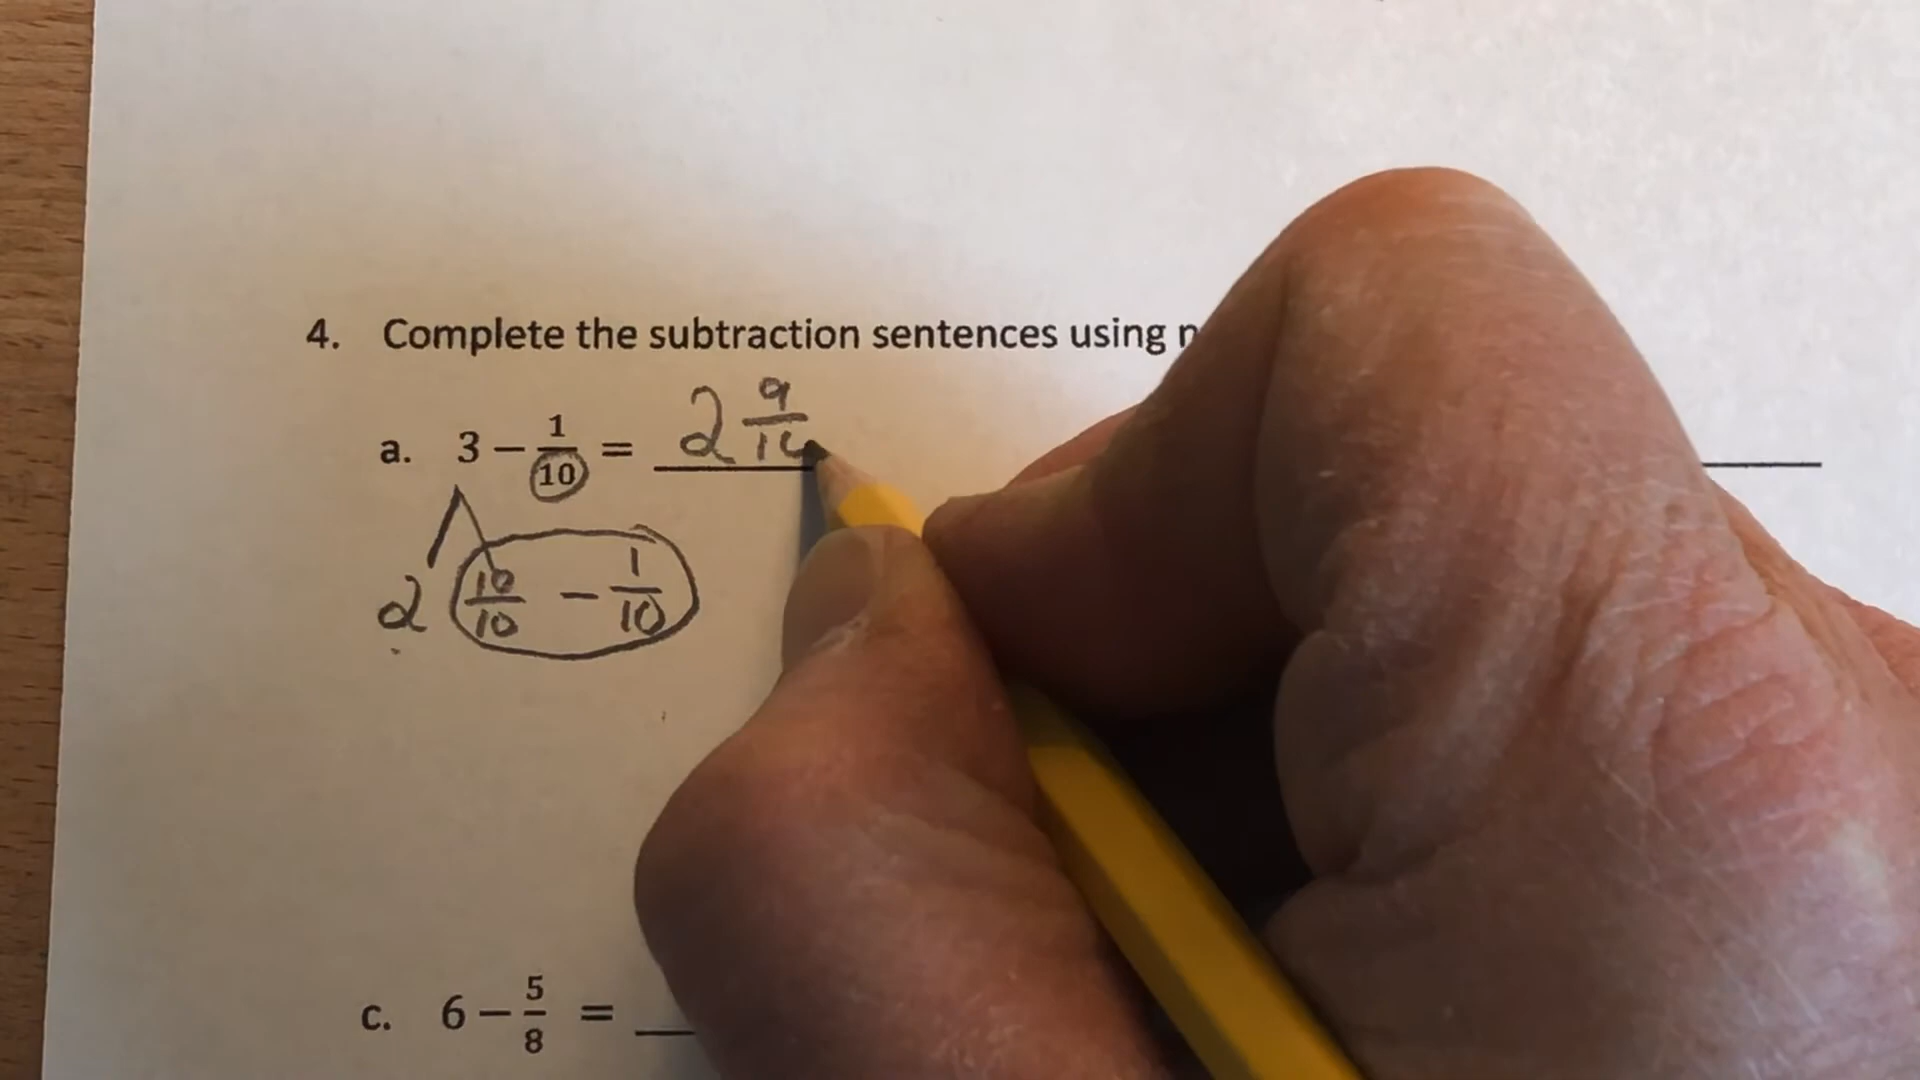 4. Complete the subtraction sentences using
a. 3 − 1/10 = 2 9/10
2 10/10 − 1/10
c. 6 − 5/8 =